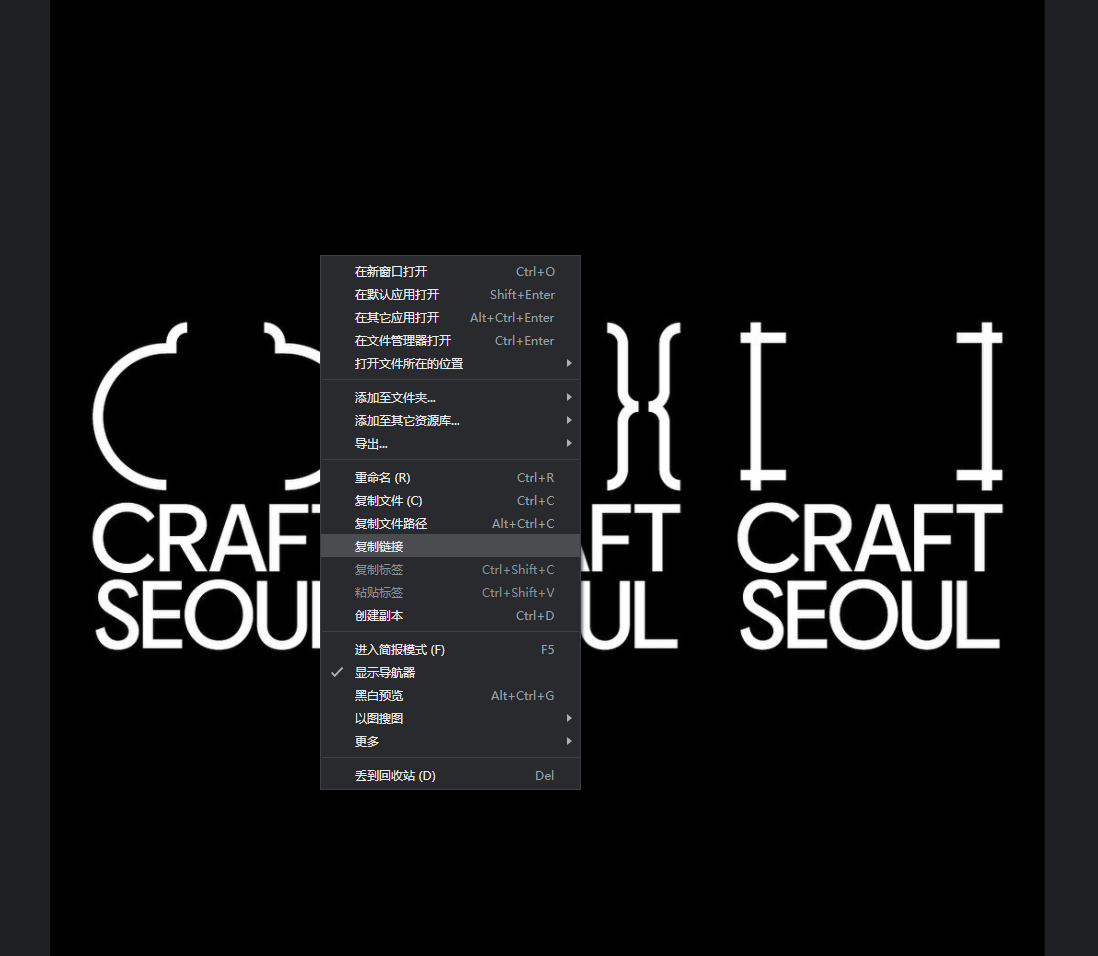 在新窗口打开 Ctrl+O
在默认应用打开 Shift+Enter
在其它应用打开 Alt+Ctrl+Enter
在文件管理器打开 Ctrl+Enter
打开文件所在的位置
添加至文件夹...
添加至其它资源库...
导出...
重命名 (R) Ctrl+R
复制文件 (C) Ctrl+C
复制文件路径 Alt+Ctrl+C
复制链接
复制标签 Ctrl+Shift+C
粘贴标签 Ctrl+Shift+V
创建副本 Ctrl+D
进入简报模式 (F) F5
显示导航器
黑白预览 Alt+Ctrl+G
以图搜图
更多
丢到回收站 (D) Del
CRAFT
SEOUL
CRAFT
SEOUL